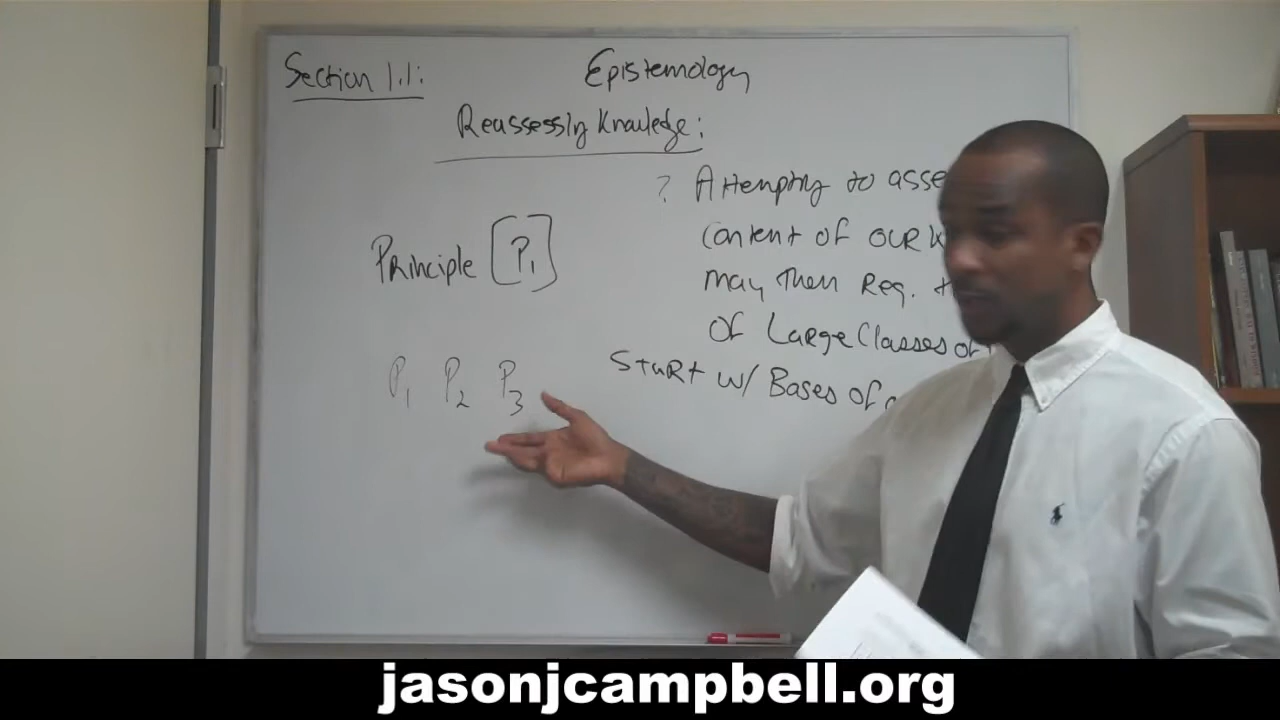 Section 1.1:
Epistemology
Reassessing Knowledge:
? Attempting to asse
Content of our k
may then Req. t
of Large Classes of
Start w/ Bases of
Principle [P1]
P1 P2 P3
jasonjcampbell.org